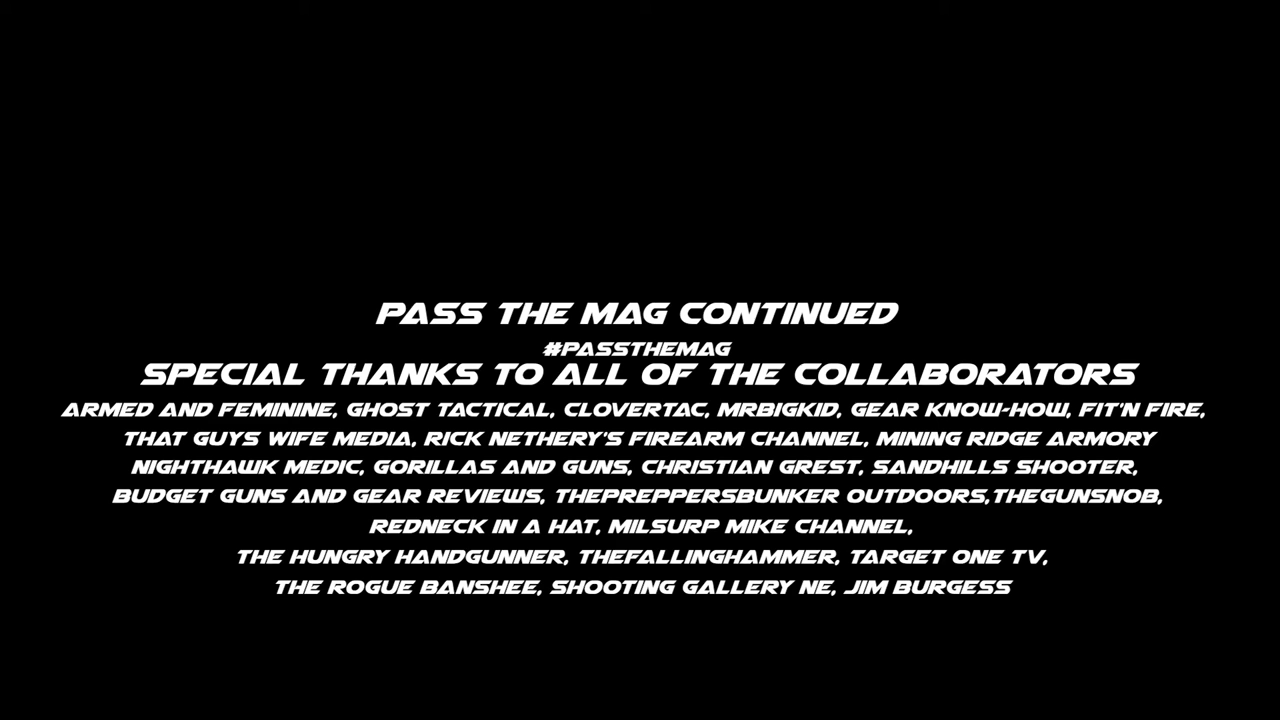 PASS THE MAG CONTINUED
#PASSTHEMAG
SPECIAL THANKS TO ALL OF THE COLLABORATORS
ARMED AND FEMININE, GHOST TACTICAL, CLOVERTAC, MRBIGKID, GEAR KNOW-HOW, FIT'N FIRE,
THAT GUYS WIFE MEDIA, RICK NETHERY'S FIREARM CHANNEL, MINING RIDGE ARMORY
NIGHTHAWK MEDIC, GORILLAS AND GUNS, CHRISTIAN GREST, SANDHILLS SHOOTER,
BUDGET GUNS AND GEAR REVIEWS, THEPREPPERSBUNKER OUTDOORS,THEGUNSNOB,
REDNECK IN A HAT, MILSURP MIKE CHANNEL,
THE HUNGRY HANDGUNNER, THEFALLINGHAMMER, TARGET ONE TV,
THE ROGUE BANSHEE, SHOOTING GALLERY NE, JIM BURGESS